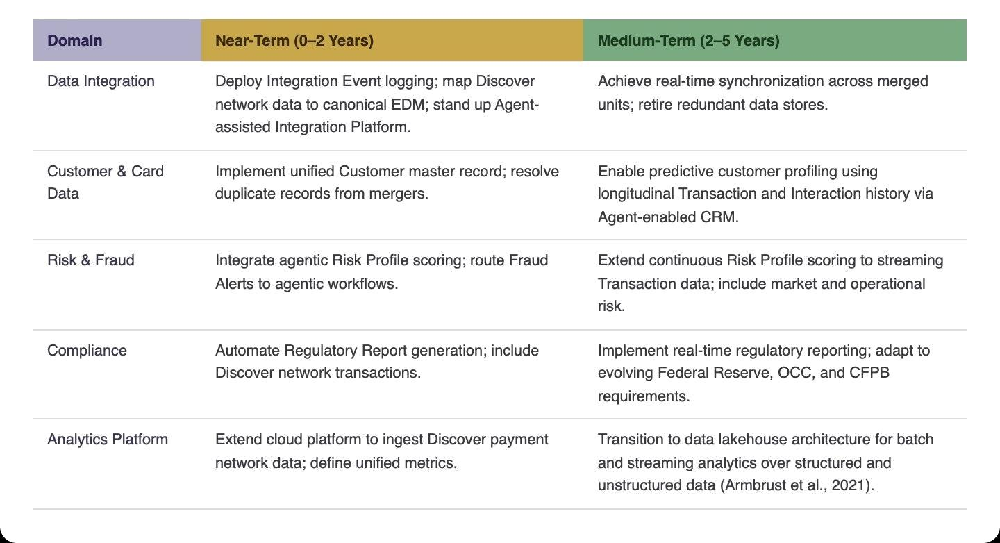 Domain Near-Term (0–2 Years) Medium-Term (2–5 Years)
Data Integration Deploy Integration Event logging; map Discover Achieve real-time synchronization across merged
network data to canonical EDM; stand up Agent- units; retire redundant data stores.
assisted Integration Platform.
Customer & Card Implement unified Customer master record; resolve Enable predictive customer profiling using
Data duplicate records from mergers. longitudinal Transaction and Interaction history via
Agent-enabled CRM.
Risk & Fraud Integrate agentic Risk Profile scoring; route Fraud Extend continuous Risk Profile scoring to streaming
Alerts to agentic workflows. Transaction data; include market and operational
risk.
Compliance Automate Regulatory Report generation; include Implement real-time regulatory reporting; adapt to
Discover network transactions. evolving Federal Reserve, OCC, and CFPB
requirements.
Analytics Platform Extend cloud platform to ingest Discover payment Transition to data lakehouse architecture for batch
network data; define unified metrics. and streaming analytics over structured and
unstructured data (Armbrust et al., 2021).